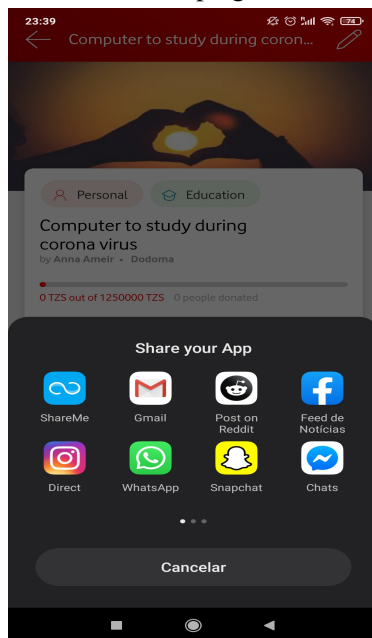 23:39
74
Computer to study during coron...
Personal
Education
Computer to study during
corona virus
by Anna Ameir • Dodoma
0 TZS out of 1250000 TZS 0 people donated
Share your App
ShareMe
Gmail
Post on
Reddit
Feed de
Notícias
Direct
WhatsApp
Snapchat
Chats
Cancelar